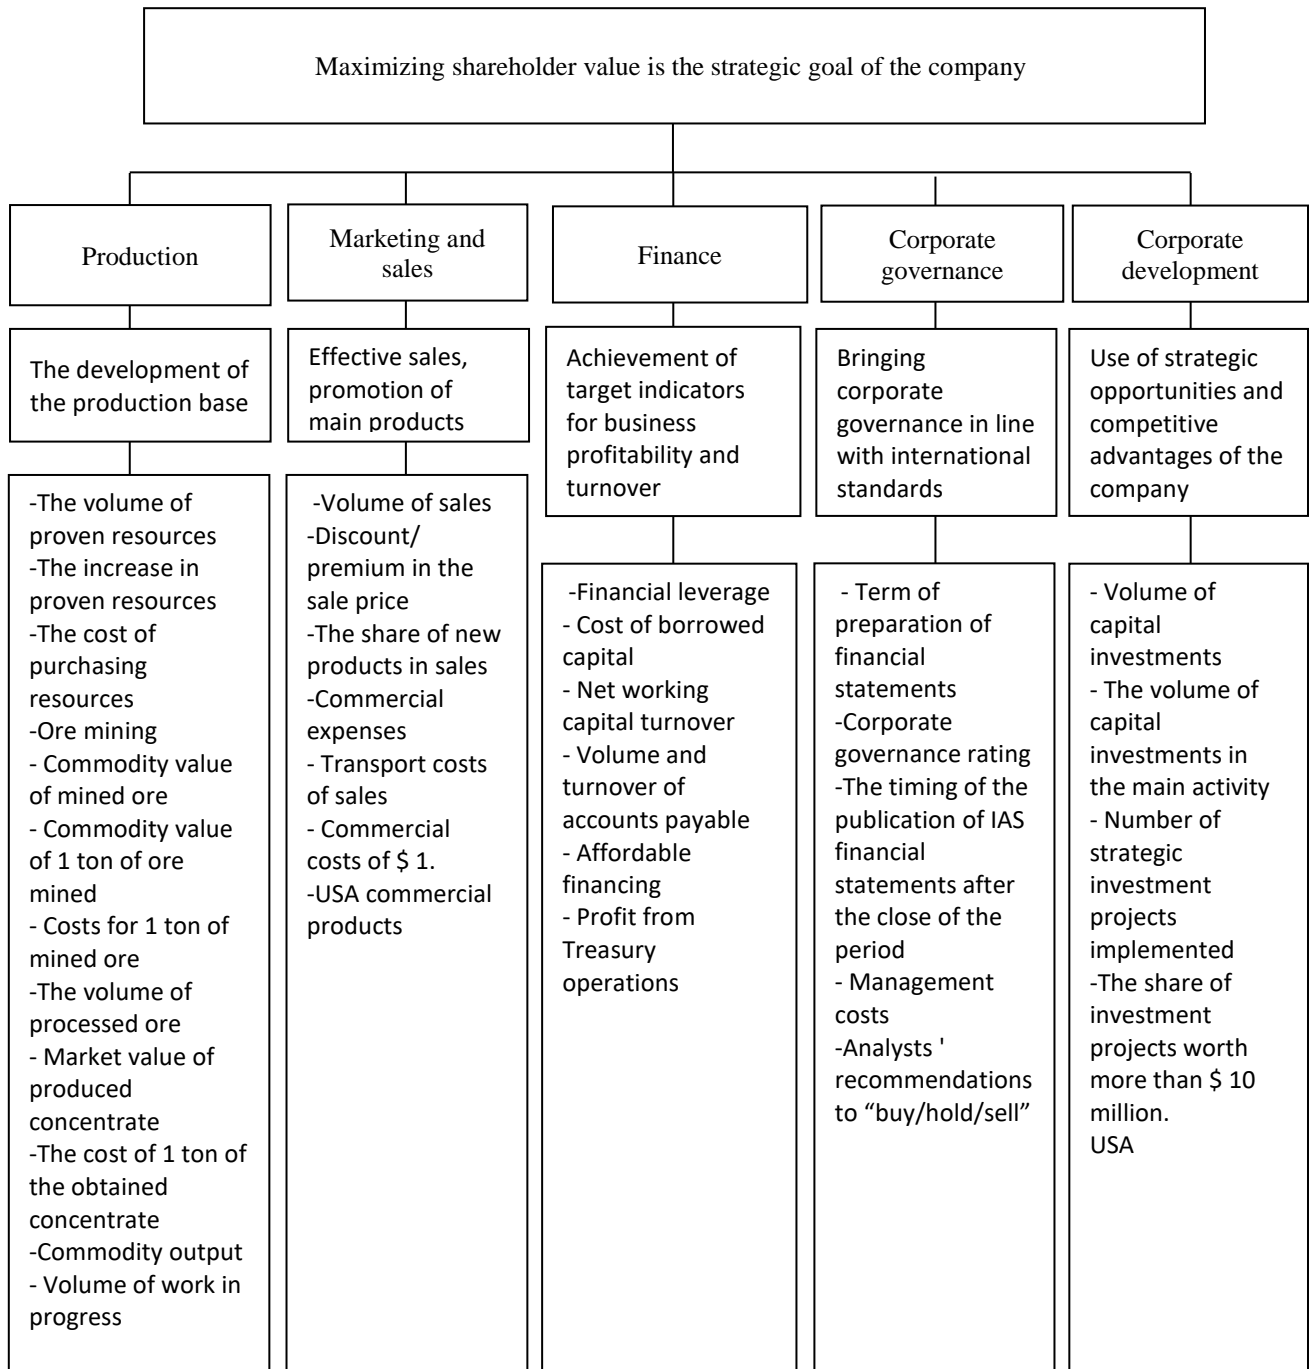 Maximizing shareholder value is the strategic goal of the company
Production
Marketing and
sales
Finance
Corporate
governance
Corporate
development
The development of
the production base
Effective sales,
promotion of
main products
Achievement of
target indicators
for business
profitability and
turnover
Bringing
corporate
governance in line
with international
standards
Use of strategic
opportunities and
competitive
advantages of the
company
-The volume of
proven resources
-The increase in
proven resources
-The cost of
purchasing
resources
-Ore mining
- Commodity value
of mined ore
- Commodity value
of 1 ton of ore
mined
- Costs for 1 ton of
mined ore
-The volume of
processed ore
- Market value of
produced
concentrate
-The cost of 1 ton of
the obtained
concentrate
-Commodity output
- Volume of work in
progress
-Volume of sales
-Discount/
premium in the
sale price
-The share of new
products in sales
-Commercial
expenses
- Transport costs
of sales
- Commercial
costs of $ 1.
-USA commercial
products
-Financial leverage
- Cost of borrowed
capital
- Net working
capital turnover
- Volume and
turnover of
accounts payable
- Affordable
financing
- Profit from
Treasury
operations
- Term of
preparation of
financial
statements
-Corporate
governance rating
-The timing of the
publication of IAS
financial
statements after
the close of the
period
- Management
costs
-Analysts '
recommendations
to “buy/hold/sell”
- Volume of
capital
investments
- The volume of
capital
investments in
the main activity
- Number of
strategic
investment
projects
implemented
-The share of
investment
projects worth
more than $ 10
million.
USA